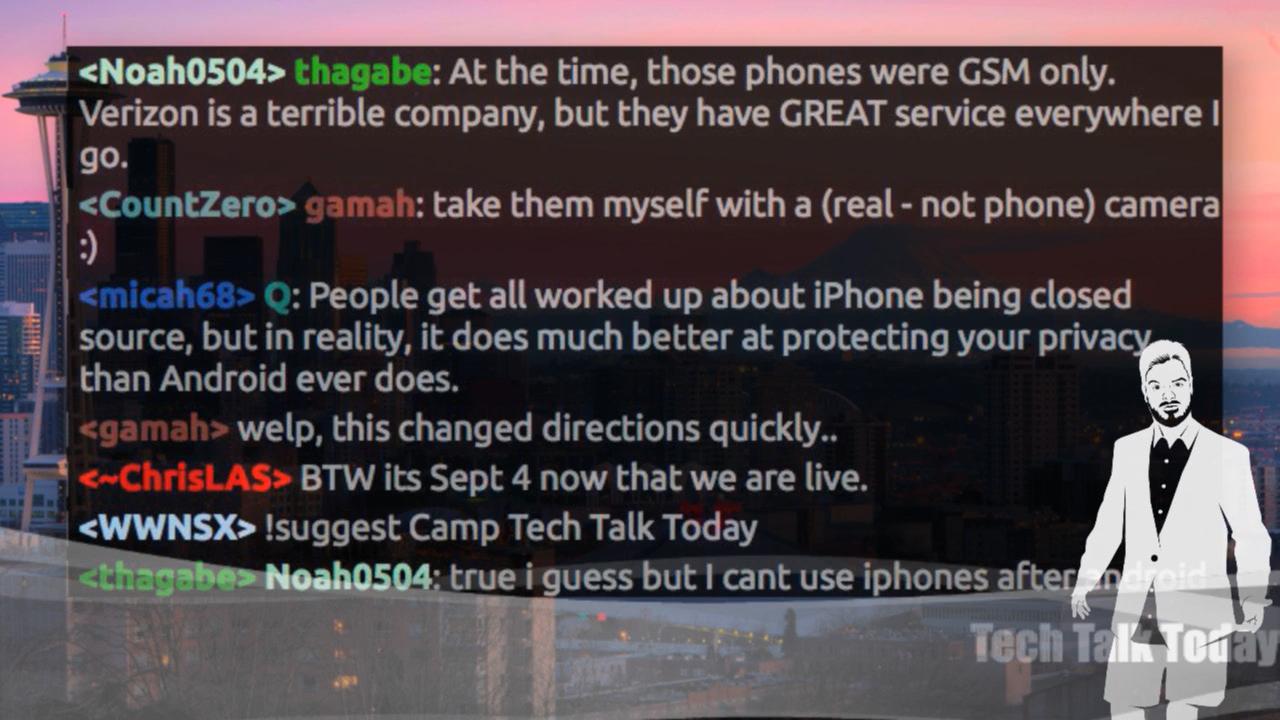 <Noah0504> thagabe: At the time, those phones were GSM only.
Verizon is a terrible company, but they have GREAT service everywhere I
go.
<CountZero> gamah: take them myself with a (real - not phone) camera
:)
<micah68> Q: People get all worked up about iPhone being closed
source, but in reality, it does much better at protecting your privacy
than Android ever does.
<gamah> welp, this changed directions quickly..
<~ChrisLAS> BTW its Sept 4 now that we are live.
<WWNSX> !suggest Camp Tech Talk Today
<thagabe> Noah0504: true i guess but I cant use iphones after android
Tech Talk Today